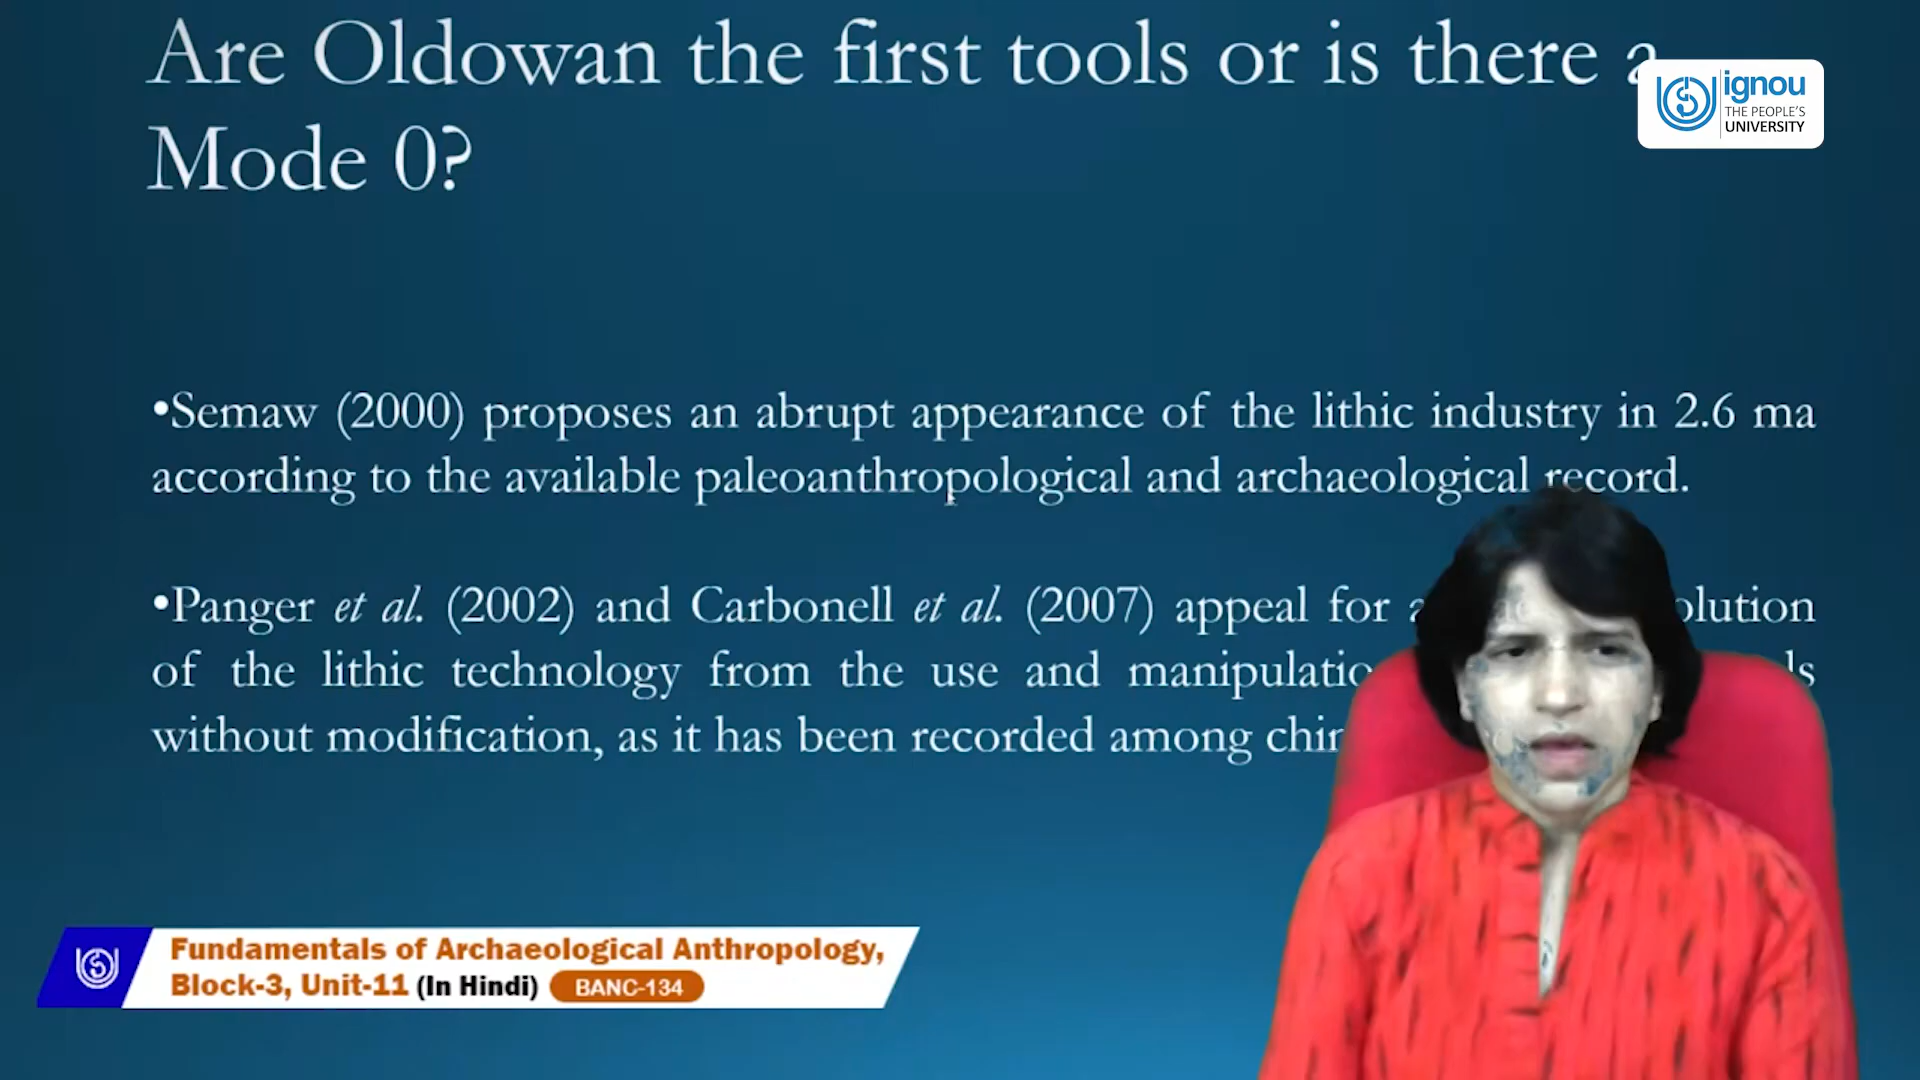 Are Oldowan the first tools or is there a
Mode 0?
ignou
THE PEOPLE'S
UNIVERSITY
•Semaw (2000) proposes an abrupt appearance of the lithic industry in 2.6 ma
according to the available paleoanthropological and archaeological record.
•Panger et al. (2002) and Carbonell et al. (2007) appeal for
of the lithic technology from the use and manipulatio
without modification, as it has been recorded among
Fundamentals of Archaeological Anthropology,
Block-3, Unit-11 (In Hindi) BANC-134